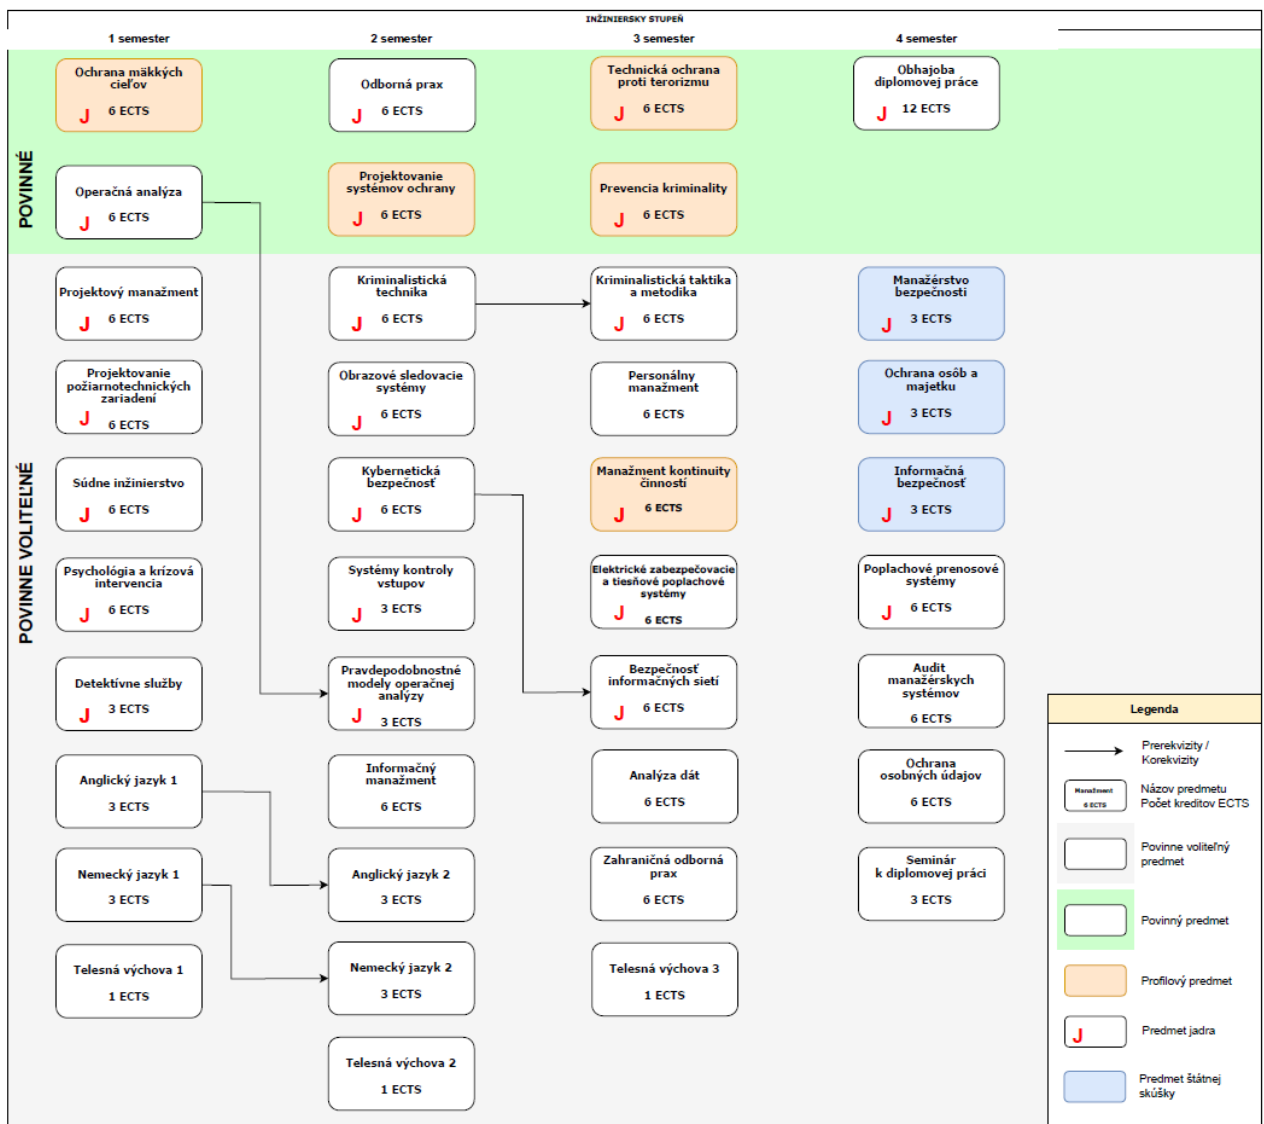 INŽINIERSKY STUPEŇ
1 semester
2 semester
3 semester
4 semester
POVINNÉ
Ochrana mäkkých
cieľov
6 ECTS
J
Odborná prax
6 ECTS
J
Technická ochrana
proti terorizmu
6 ECTS
J
Obhajoba
diplomovej práce
12 ECTS
J
Operačná analýza
6 ECTS
J
Projektovanie
systémov ochrany
6 ECTS
J
Prevencia kriminality
6 ECTS
J
POVINNE VOLITEĽNÉ
Projektový manažment
6 ECTS
J
Kriminalistická
technika
6 ECTS
J
Kriminalistická taktika
a metodika
6 ECTS
J
Manažérstvo
bezpečnosti
3 ECTS
J
Projektovanie
požiarnotechnických
zariadení
6 ECTS
J
Obrazové sledovacie
systémy
6 ECTS
J
Personálny
manažment
6 ECTS
Ochrana osôb a
majetku
3 ECTS
J
Súdne inžinierstvo
6 ECTS
J
Kybernetická
bezpečnosť
6 ECTS
J
Manažment kontinuity
činností
6 ECTS
J
Informačná
bezpečnosť
3 ECTS
J
Psychológia a krízová
intervencia
6 ECTS
J
Systémy kontroly
vstupov
3 ECTS
J
Elektrické zabezpečovacie
a tiesňové poplachové
systémy
6 ECTS
J
Poplachové prenosové
systémy
6 ECTS
J
Detektívne služby
3 ECTS
J
Pravdepodobnostné
modely operačnej
analýzy
3 ECTS
J
Bezpečnosť
informačných sietí
6 ECTS
J
Audit
manažérskych
systémov
6 ECTS
Anglický jazyk 1
3 ECTS
Informačný
manažment
6 ECTS
Analýza dát
6 ECTS
Ochrana
osobných údajov
6 ECTS
Nemecký jazyk 1
3 ECTS
Anglický jazyk 2
3 ECTS
Zahraničná odborná
prax
6 ECTS
Seminár
k diplomovej práci
3 ECTS
Telesná výchova 1
1 ECTS
Nemecký jazyk 2
3 ECTS
Telesná výchova 3
1 ECTS
Telesná výchova 2
1 ECTS
Legenda
Prerekvizity /
Korekvizity
Manažment
6 ECTS
Názov predmetu
Počet kreditov ECTS
Povinne voliteľný
predmet
Povinný predmet
Profilový predmet
J
Predmet jadra
Predmet štátnej
skúšky